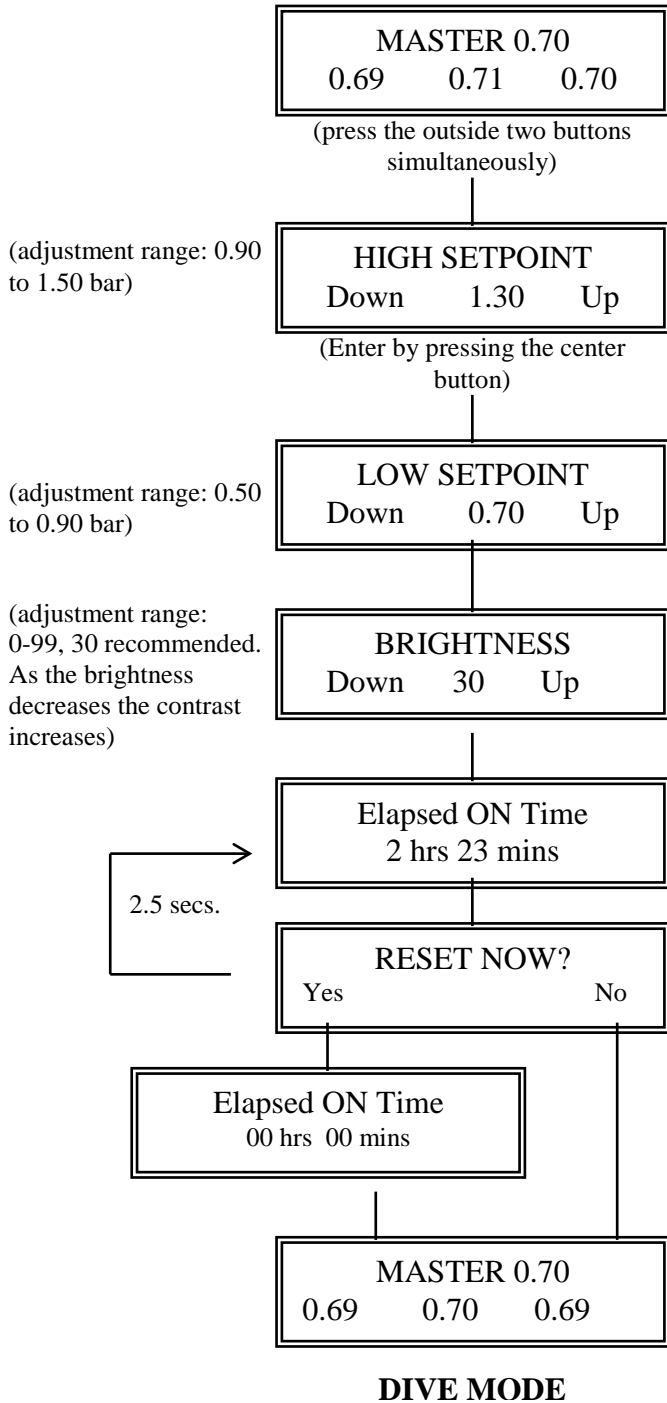 MASTER 0.70
0.69 0.71 0.70
(press the outside two buttons
simultaneously)
(adjustment range: 0.90
to 1.50 bar)
HIGH SETPOINT
Down 1.30 Up
(Enter by pressing the center
button)
(adjustment range: 0.50
to 0.90 bar)
LOW SETPOINT
Down 0.70 Up
(adjustment range:
0-99, 30 recommended.
As the brightness
decreases the contrast
increases)
BRIGHTNESS
Down 30 Up
Elapsed ON Time
2 hrs 23 mins
2.5 secs.
RESET NOW?
Yes No
Elapsed ON Time
00 hrs 00 mins
MASTER 0.70
0.69 0.70 0.69
DIVE MODE